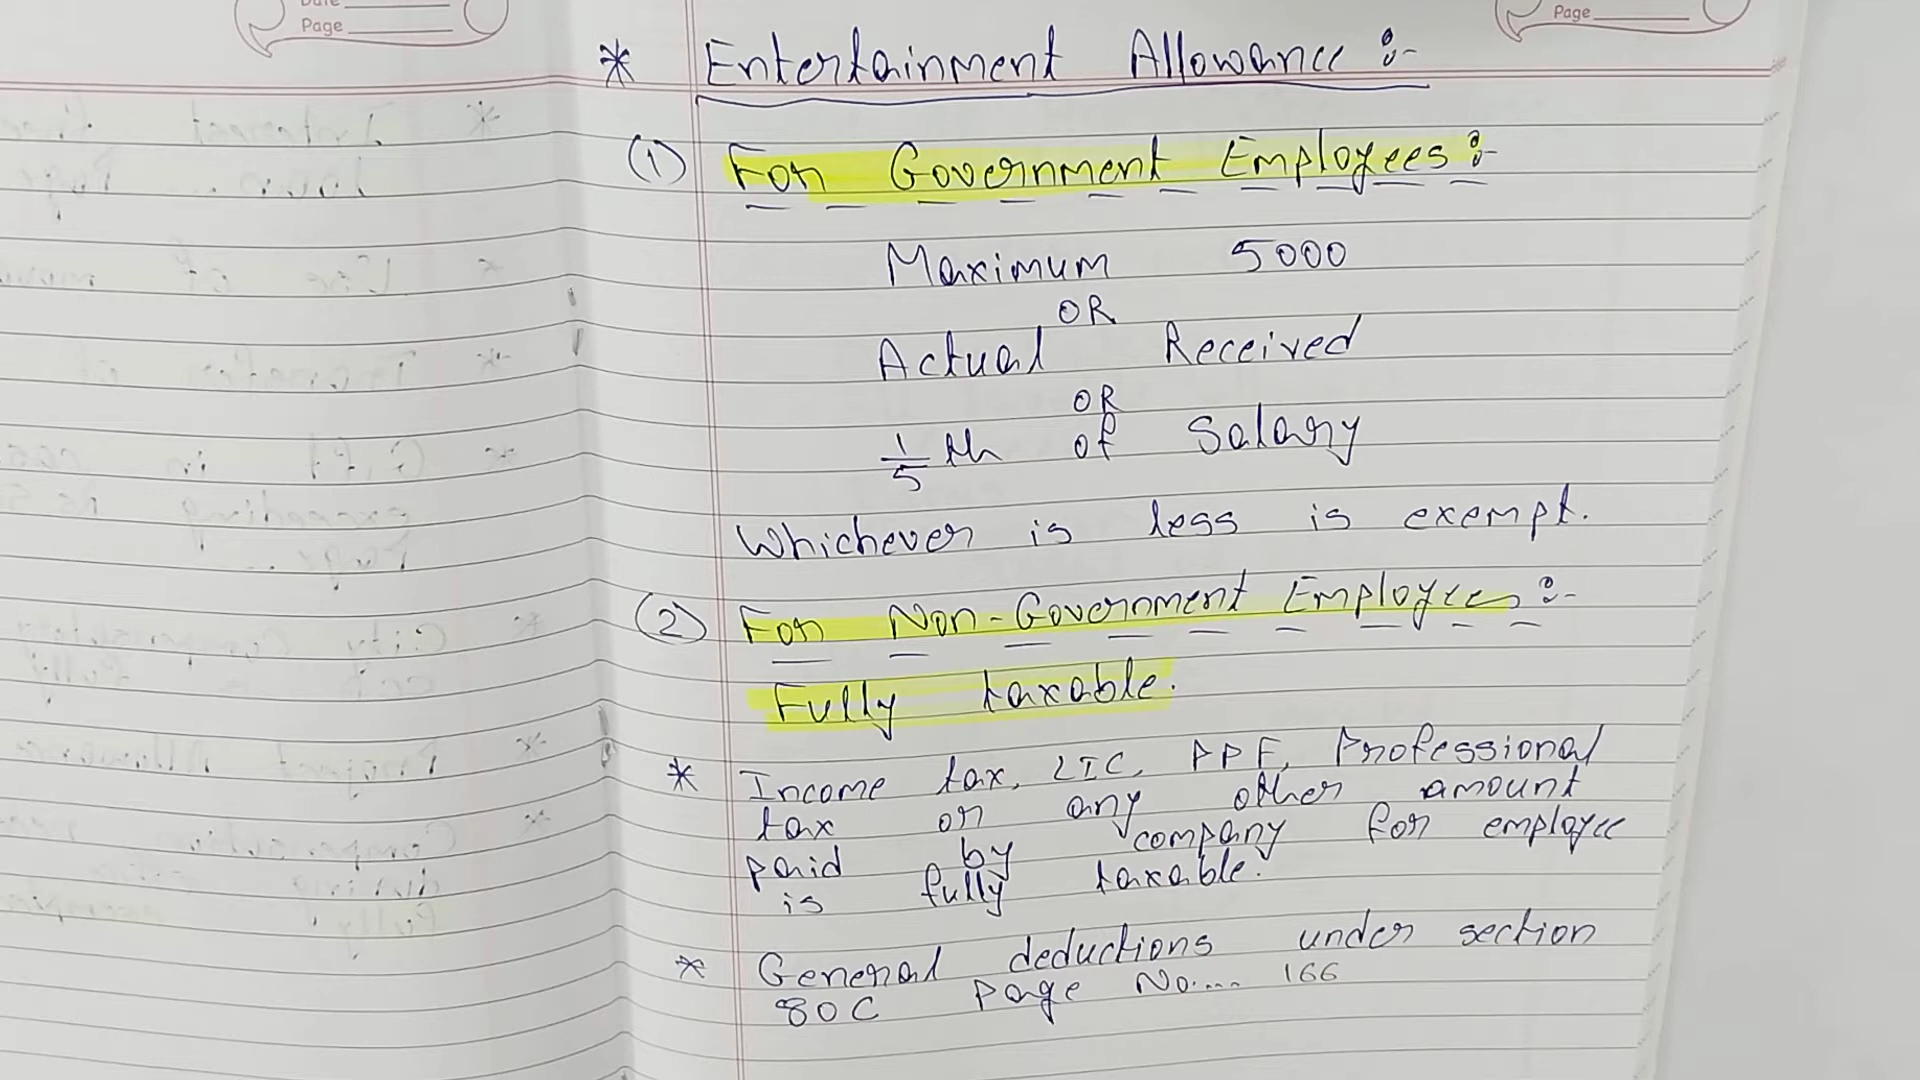 Page
Page
* Entertainment Allowance :-
(1) For Government Employees :-
Maximum 5000
OR
Actual Received
OR
1/5 th of Salary
Whichever is less is exempt.
(2) For Non-Government Employees :-
Fully taxable.
* Income tax, LIC, PPF, Professional
tax or any other amount
paid by company for employee
is fully taxable.
* General deductions under section
80C Page No.... 166